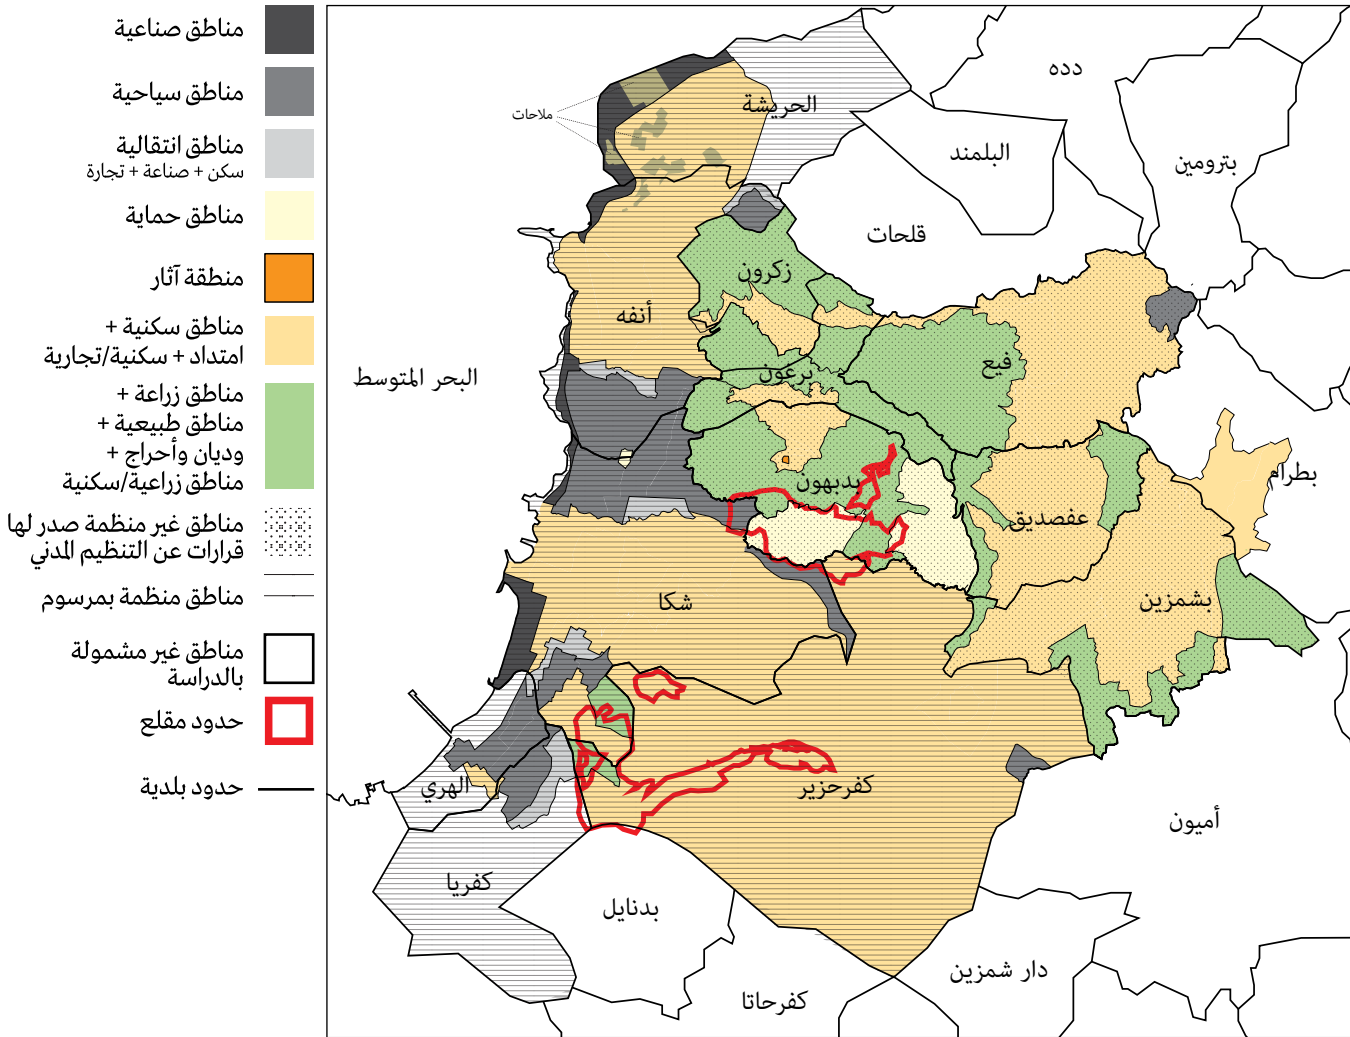 مناطق صناعية
مناطق سياحية
مناطق انتقالية
سكن + صناعة + تجارة
مناطق حماية
منطقة آثار
مناطق سكنية +
امتداد + سكنية/تجارية
مناطق زراعة +
مناطق طبيعية +
وديان وأحراج +
مناطق زراعية/سكنية
مناطق غير منظمة صدر لها
قرارات عن التنظيم المدني
مناطق منظمة بمرسوم
مناطق غير مشمولة
بالدراسة
حدود مقلع
حدود بلدية
دده
الحريشة
ملاحات
البلمند
بترومين
قلحات
زكرون
أنفه
فيع
برغون
البحر المتوسط
بطرام
بدبهون
عفصديق
شكا
بشمزين
الهري
كفرحزير
أميون
كفريا
بدنايل
دار شمزين
كفرحاتا